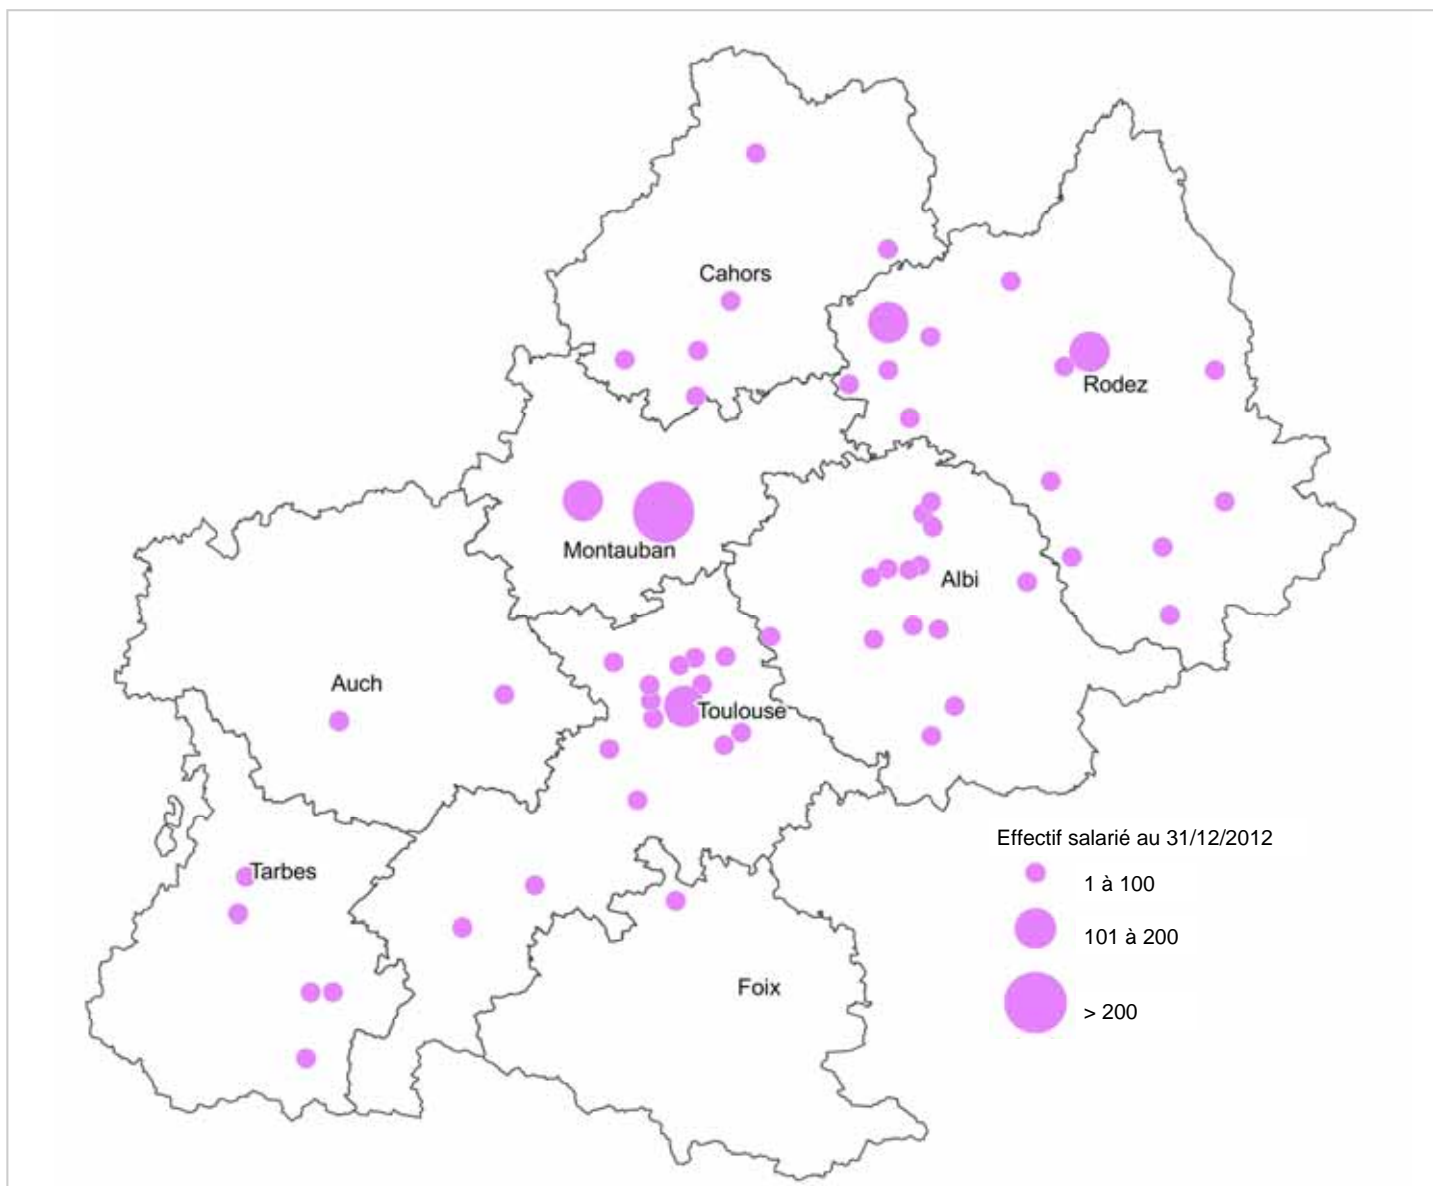 Cahors
Rodez
Montauban
Albi
Auch
Toulouse
Effectif salarié au 31/12/2012
Tarbes
1 à 100
101 à 200
Foix
> 200